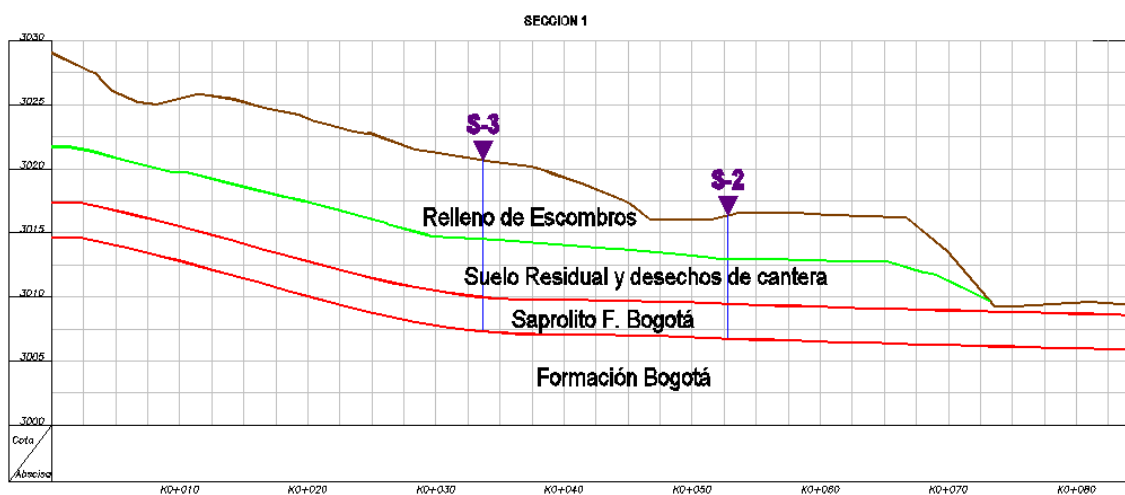 SECCION 1
3030
3025
S-3
3020
S-2
Relleno de Escombros
3015
Suelo Residual y desechos de cantera
3010
Saprolito F. Bogotá
3005
Formación Bogotá
3000
Cota
Abscisa
K0+010 K0+020 K0+030 K0+040 K0+050 K0+060 K0+070 K0+080